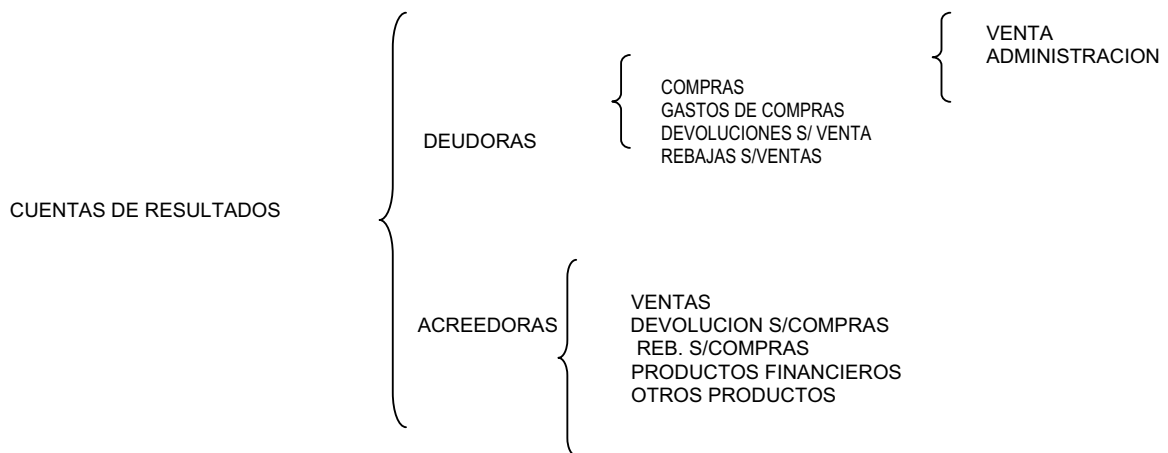 CUENTAS DE RESULTADOS
DEUDORAS
COMPRAS
GASTOS DE COMPRAS
DEVOLUCIONES S/ VENTA
REBAJAS S/VENTAS
VENTA
ADMINISTRACION
ACREEDORAS
VENTAS
DEVOLUCION S/COMPRAS
REB. S/COMPRAS
PRODUCTOS FINANCIEROS
OTROS PRODUCTOS